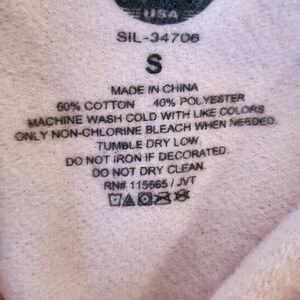 USA
SIL-34706
S
MADE IN CHINA
60% COTTON 40% POLYESTER
MACHINE WASH COLD WITH LIKE COLORS
ONLY NON-CHLORINE BLEACH WHEN NEEDED.
TUMBLE DRY LOW.
DO NOT IRON IF DECORATED.
DO NOT DRY CLEAN.
RN# 115665 / JVT